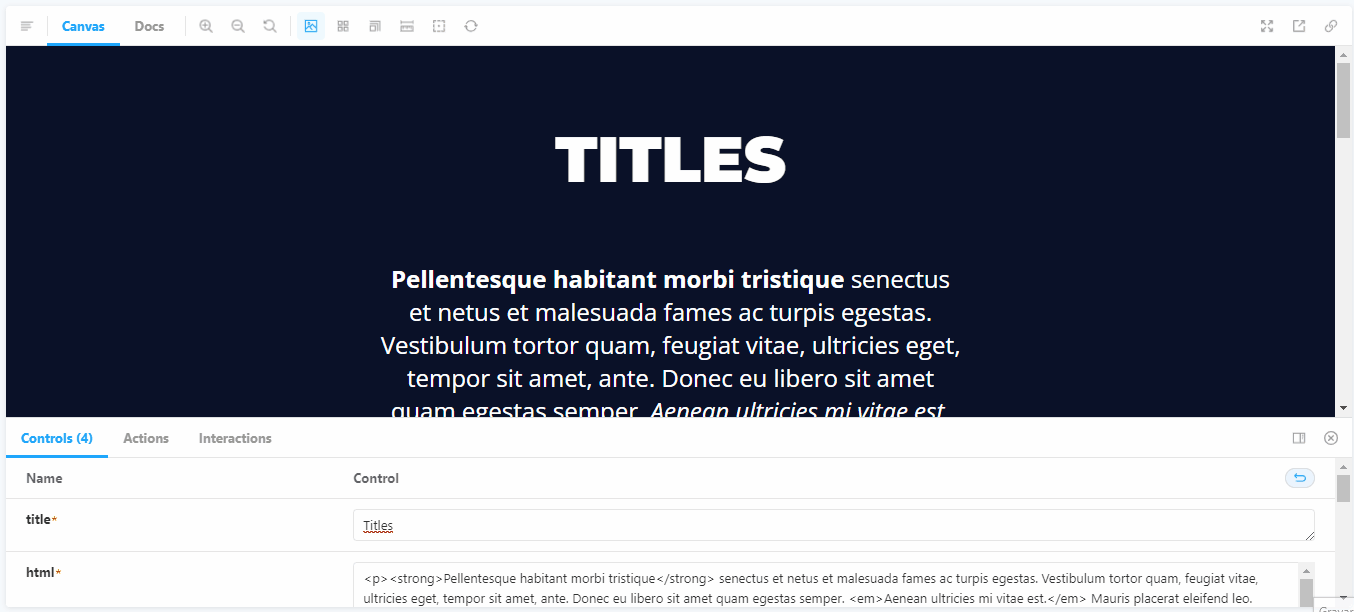 Canvas Docs
TITLES
Pellentesque habitant morbi tristique senectus
et netus et malesuada fames ac turpis egestas.
Vestibulum tortor quam, feugiat vitae, ultricies eget,
tempor sit amet, ante. Donec eu libero sit amet
quam egestas semper. Aenean ultricies mi vitae est.
Controls (4) Actions Interactions
Name Control
title* Titles
html* <p><strong>Pellentesque habitant morbi tristique</strong> senectus et netus et malesuada fames ac turpis egestas. Vestibulum tortor quam, feugiat vitae,
ultricies eget, tempor sit amet, ante. Donec eu libero sit amet quam egestas semper. <em>Aenean ultricies mi vitae est.</em> Mauris placerat eleifend leo.